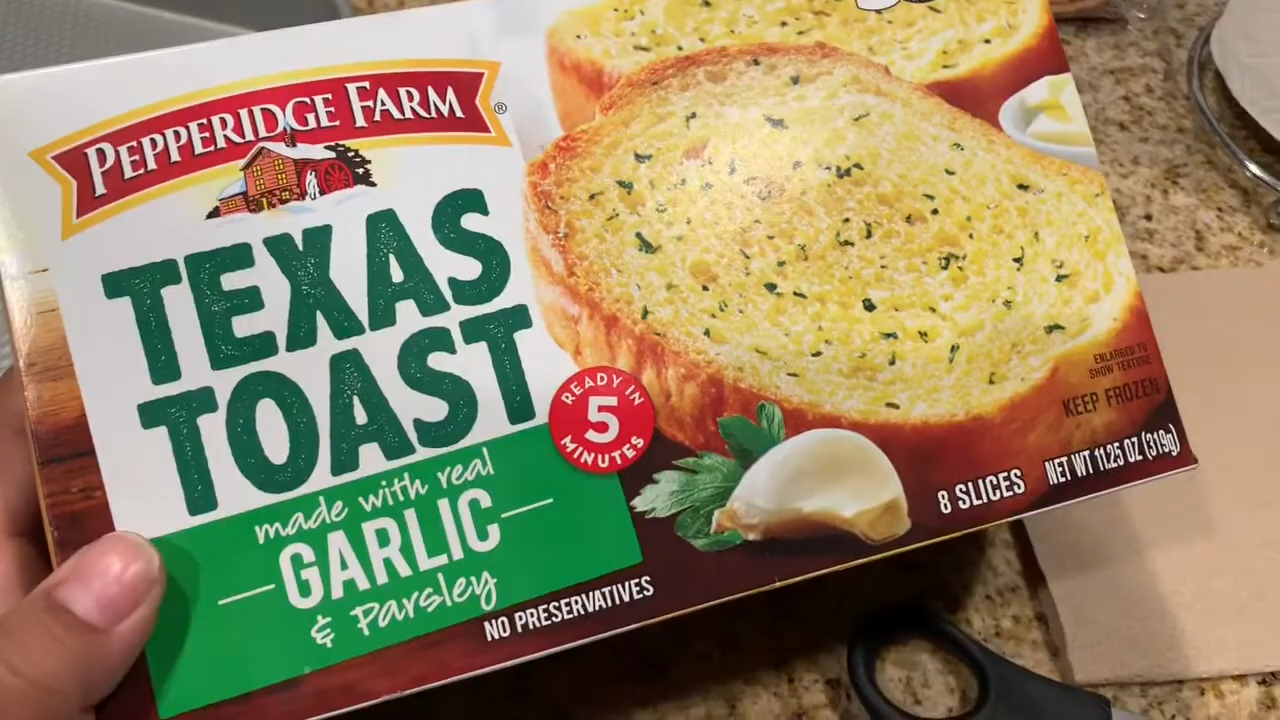 PEPPERIDGE FARM®
TEXAS
TOAST
made with real
GARLIC
& Parsley
READY IN
5
MINUTES
NO PRESERVATIVES
ENLARGED TO
SHOW TEXTURE
KEEP FROZEN
8 SLICES NET WT 11.25 OZ (319g)